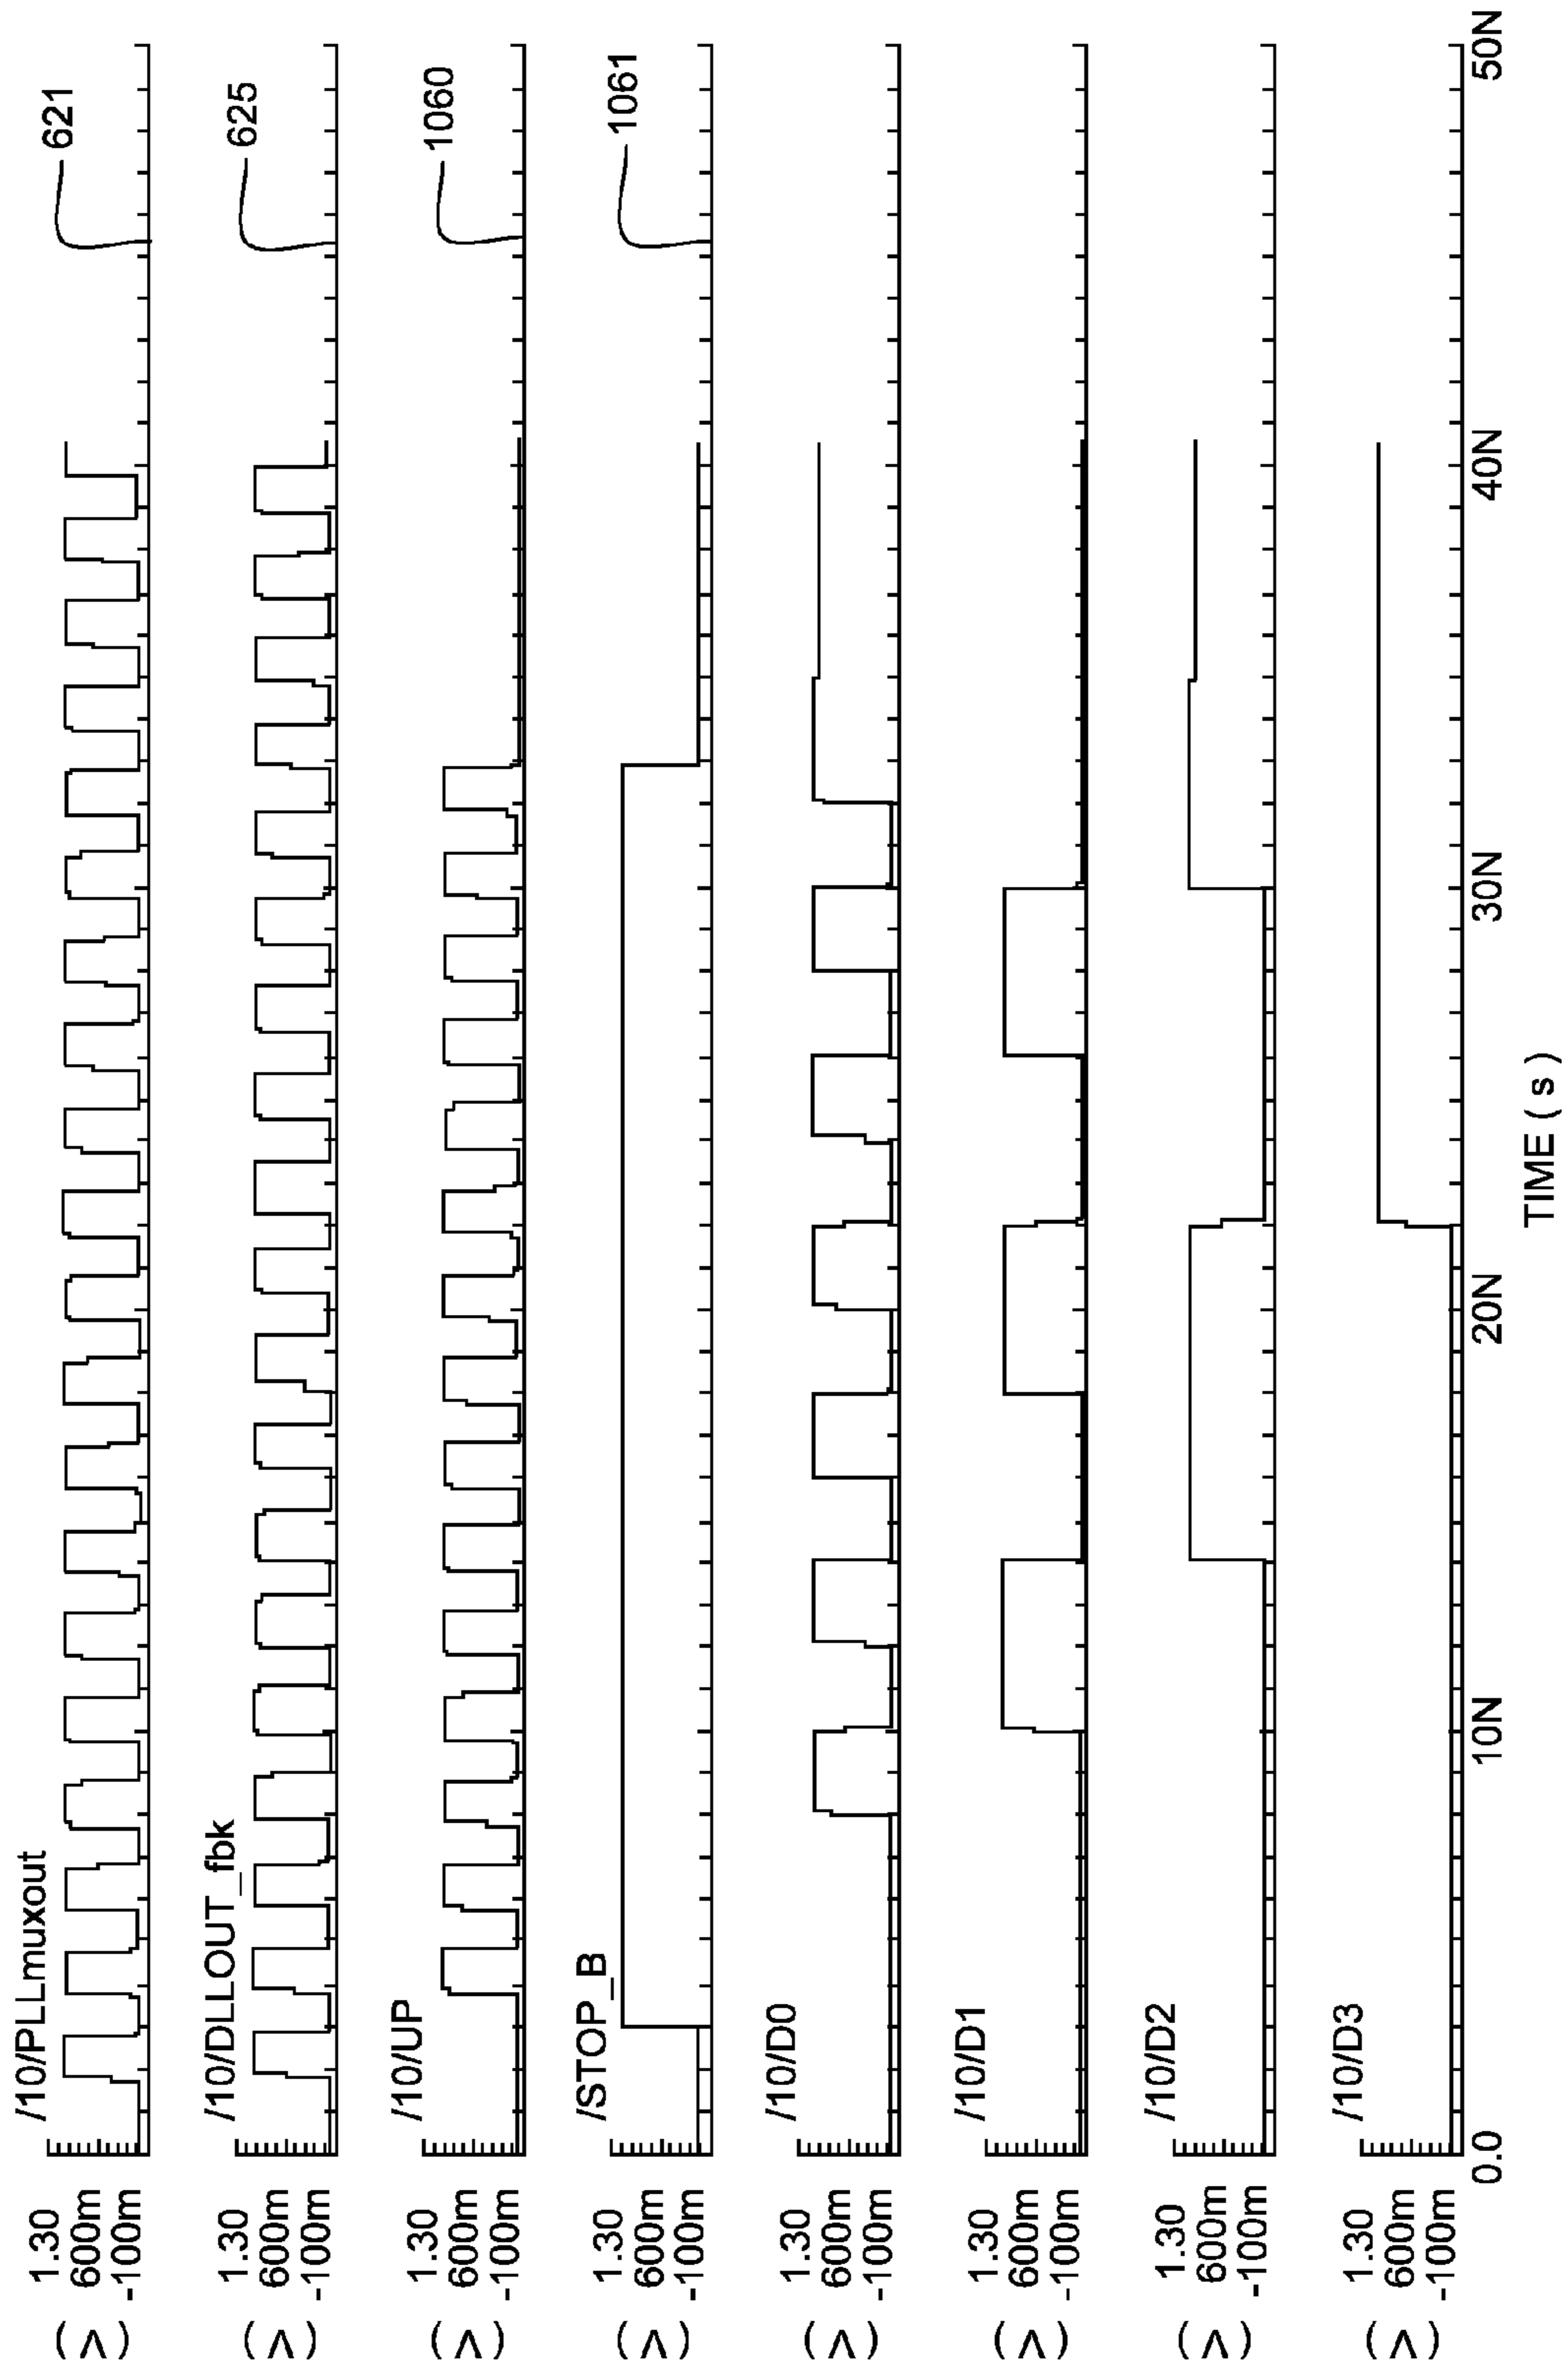 /10/PLLmuxout
621
(V)
1.30
600m
-100m
/10/DLLOUT_fbk
625
(V)
1.30
600m
-100m
/10/UP
1060
(V)
1.30
600m
-100m
/STOP_B
1061
(V)
1.30
600m
-100m
/10/D0
(V)
1.30
600m
-100m
/10/D1
(V)
1.30
600m
-100m
/10/D2
(V)
1.30
600m
-100m
/10/D3
(V)
1.30
600m
-100m
0.0 10N 20N 30N 40N 50N
TIME ( s )